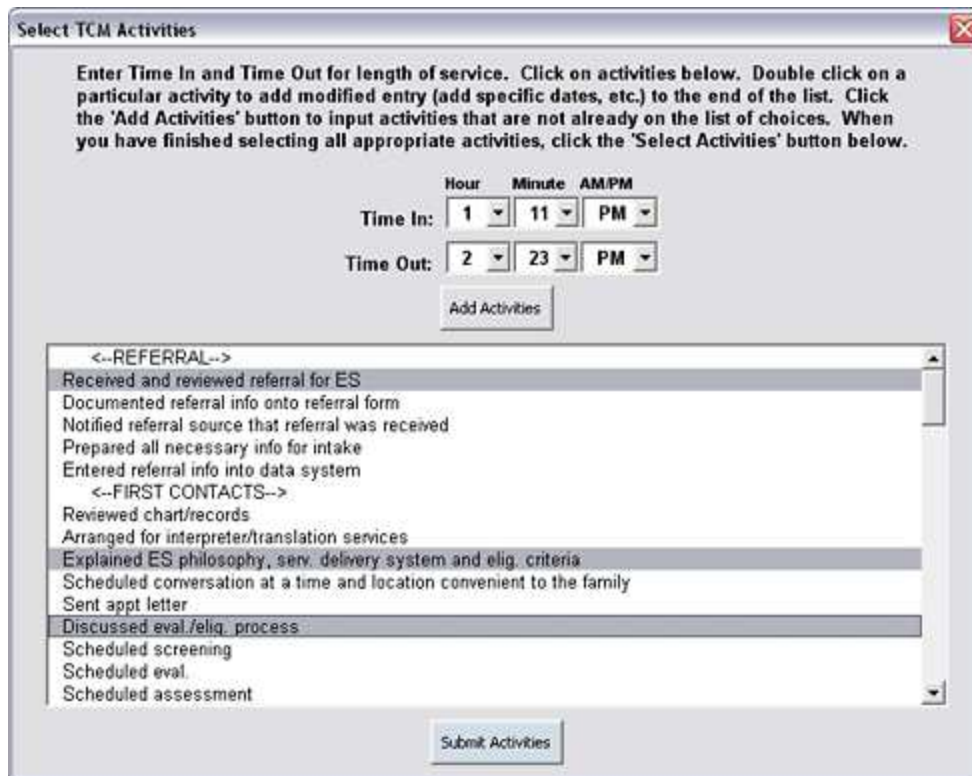 Select TCM Activities
Enter Time In and Time Out for length of service. Click on activities below. Double click on a
particular activity to add modified entry (add specific dates, etc.) to the end of the list. Click
the 'Add Activities' button to input activities that are not already on the list of choices. When
you have finished selecting all appropriate activities, click the 'Select Activities' button below.
Hour Minute AM/PM
Time In: 1 11 PM
Time Out: 2 23 PM
Add Activities
<--REFERRAL-->
Received and reviewed referral for ES
Documented referral info onto referral form
Notified referral source that referral was received
Prepared all necessary info for intake
Entered referral info into data system
<--FIRST CONTACTS-->
Reviewed chart/records
Arranged for interpreter/translation services
Explained ES philosophy, serv. delivery system and elig. criteria
Scheduled conversation at a time and location convenient to the family
Sent appt letter
Discussed eval./elig. process
Scheduled screening
Scheduled eval.
Scheduled assessment
Submit Activities